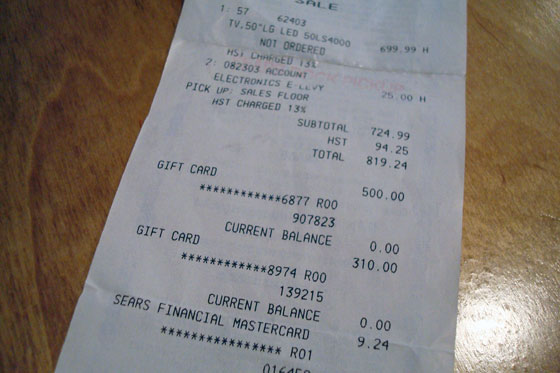 SALE
1: 57 62403
TV.50"LG LED 50LS4000 699.99 H
NOT ORDERED
HST CHARGED 13%
2: 082303 ACCOUNT
ELECTRONICS E-LEVY 25.00 H
PICK UP: SALES FLOOR
HST CHARGED 13%
SUBTOTAL 724.99
HST 94.25
TOTAL 819.24
GIFT CARD 500.00
************6877 R00
907823
CURRENT BALANCE 0.00
GIFT CARD 310.00
************8974 R00
139215
CURRENT BALANCE 0.00
SEARS FINANCIAL MASTERCARD 9.24
**************** R01